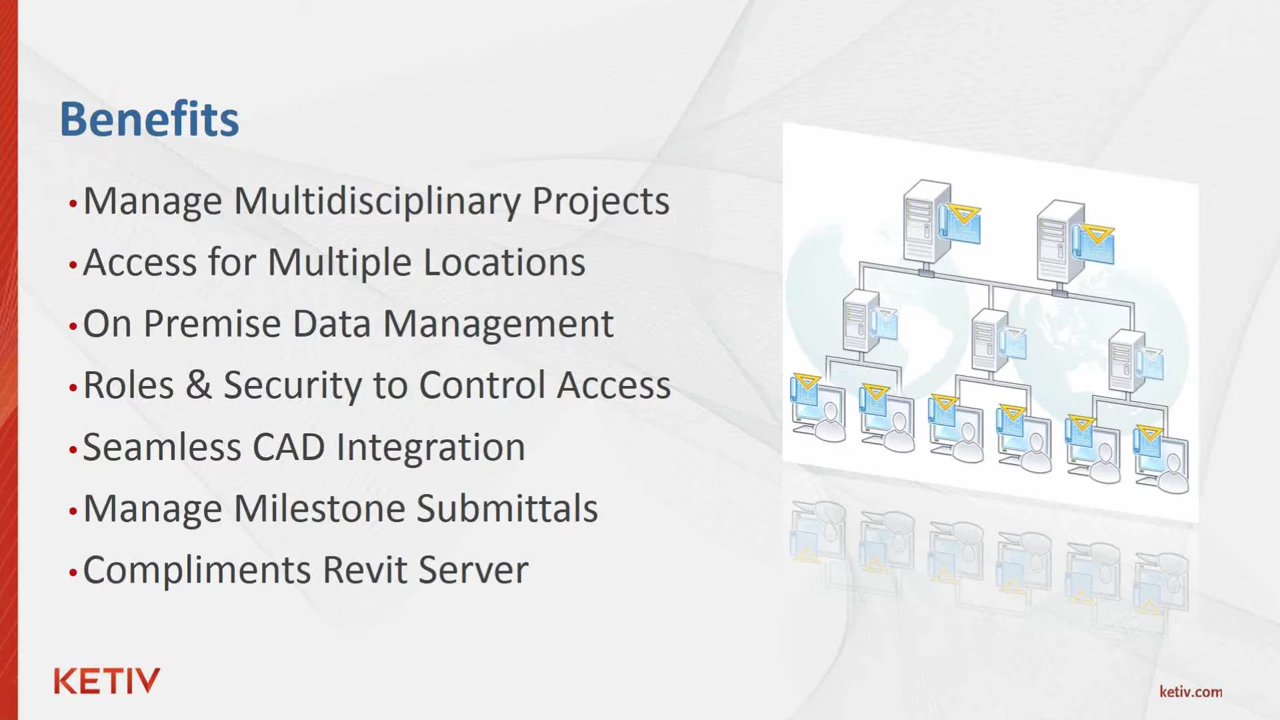 Benefits
•Manage Multidisciplinary Projects
•Access for Multiple Locations
•On Premise Data Management
•Roles & Security to Control Access
•Seamless CAD Integration
•Manage Milestone Submittals
•Compliments Revit Server
KETIV
ketiv.com